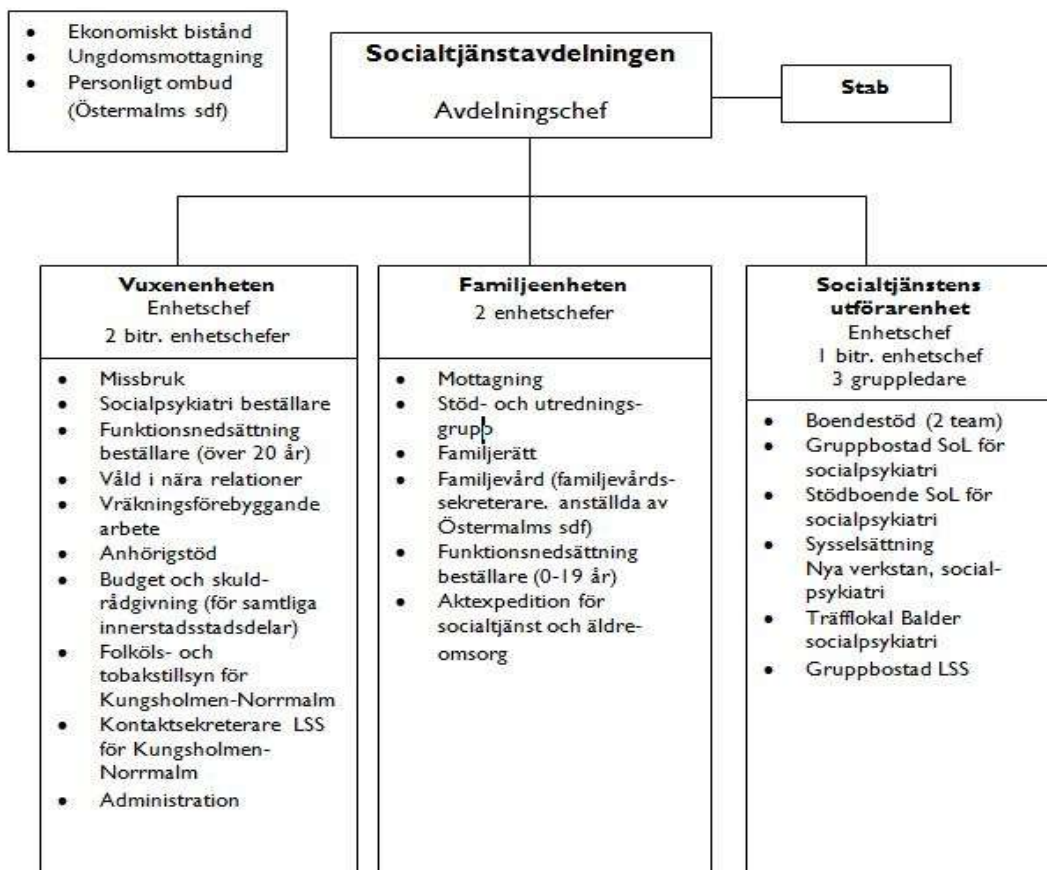 • Ekonomiskt bistånd
• Ungdomsmottagning
• Personligt ombud
(Östermalms sdf)
Socialtjänstavdelningen
Avdelningschef
Stab
Vuxenenheten
Enhetschef
2 bitr. enhetschefer
• Missbruk
• Socialpsykiatri beställare
• Funktionsnedsättning
beställare (över 20 år)
• Våld i nära relationer
• Vräkningsförebyggande
arbete
• Anhörigstöd
• Budget och skuld-
rådgivning (för samtliga
innerstadsstadsdelar)
• Folköls- och
tobakstillsyn för
Kungsholmen-Norrmalm
• Kontaktsekreterare LSS
för Kungsholmen-
Norrmalm
• Administration
Familjeenheten
2 enhetschefer
• Mottagning
• Stöd- och utrednings-
grupp
• Familjerätt
• Familjevård (familjevårds-
sekreterare. anställda av
Östermalms sdf)
• Funktionsnedsättning
beställare (0-19 år)
• Aktexpedition för
socialtjänst och äldre-
omsorg
Socialtjänstens
utförarenhet
Enhetschef
1 bitr. enhetschef
3 gruppledare
• Boendestöd (2 team)
• Gruppbostad SoL för
socialpsykiatri
• Stödboende SoL för
socialpsykiatri
• Sysselsättning
Nya verkstan, social-
psykiatri
• Träfflokal Balder
socialpsykiatri
• Gruppbostad LSS